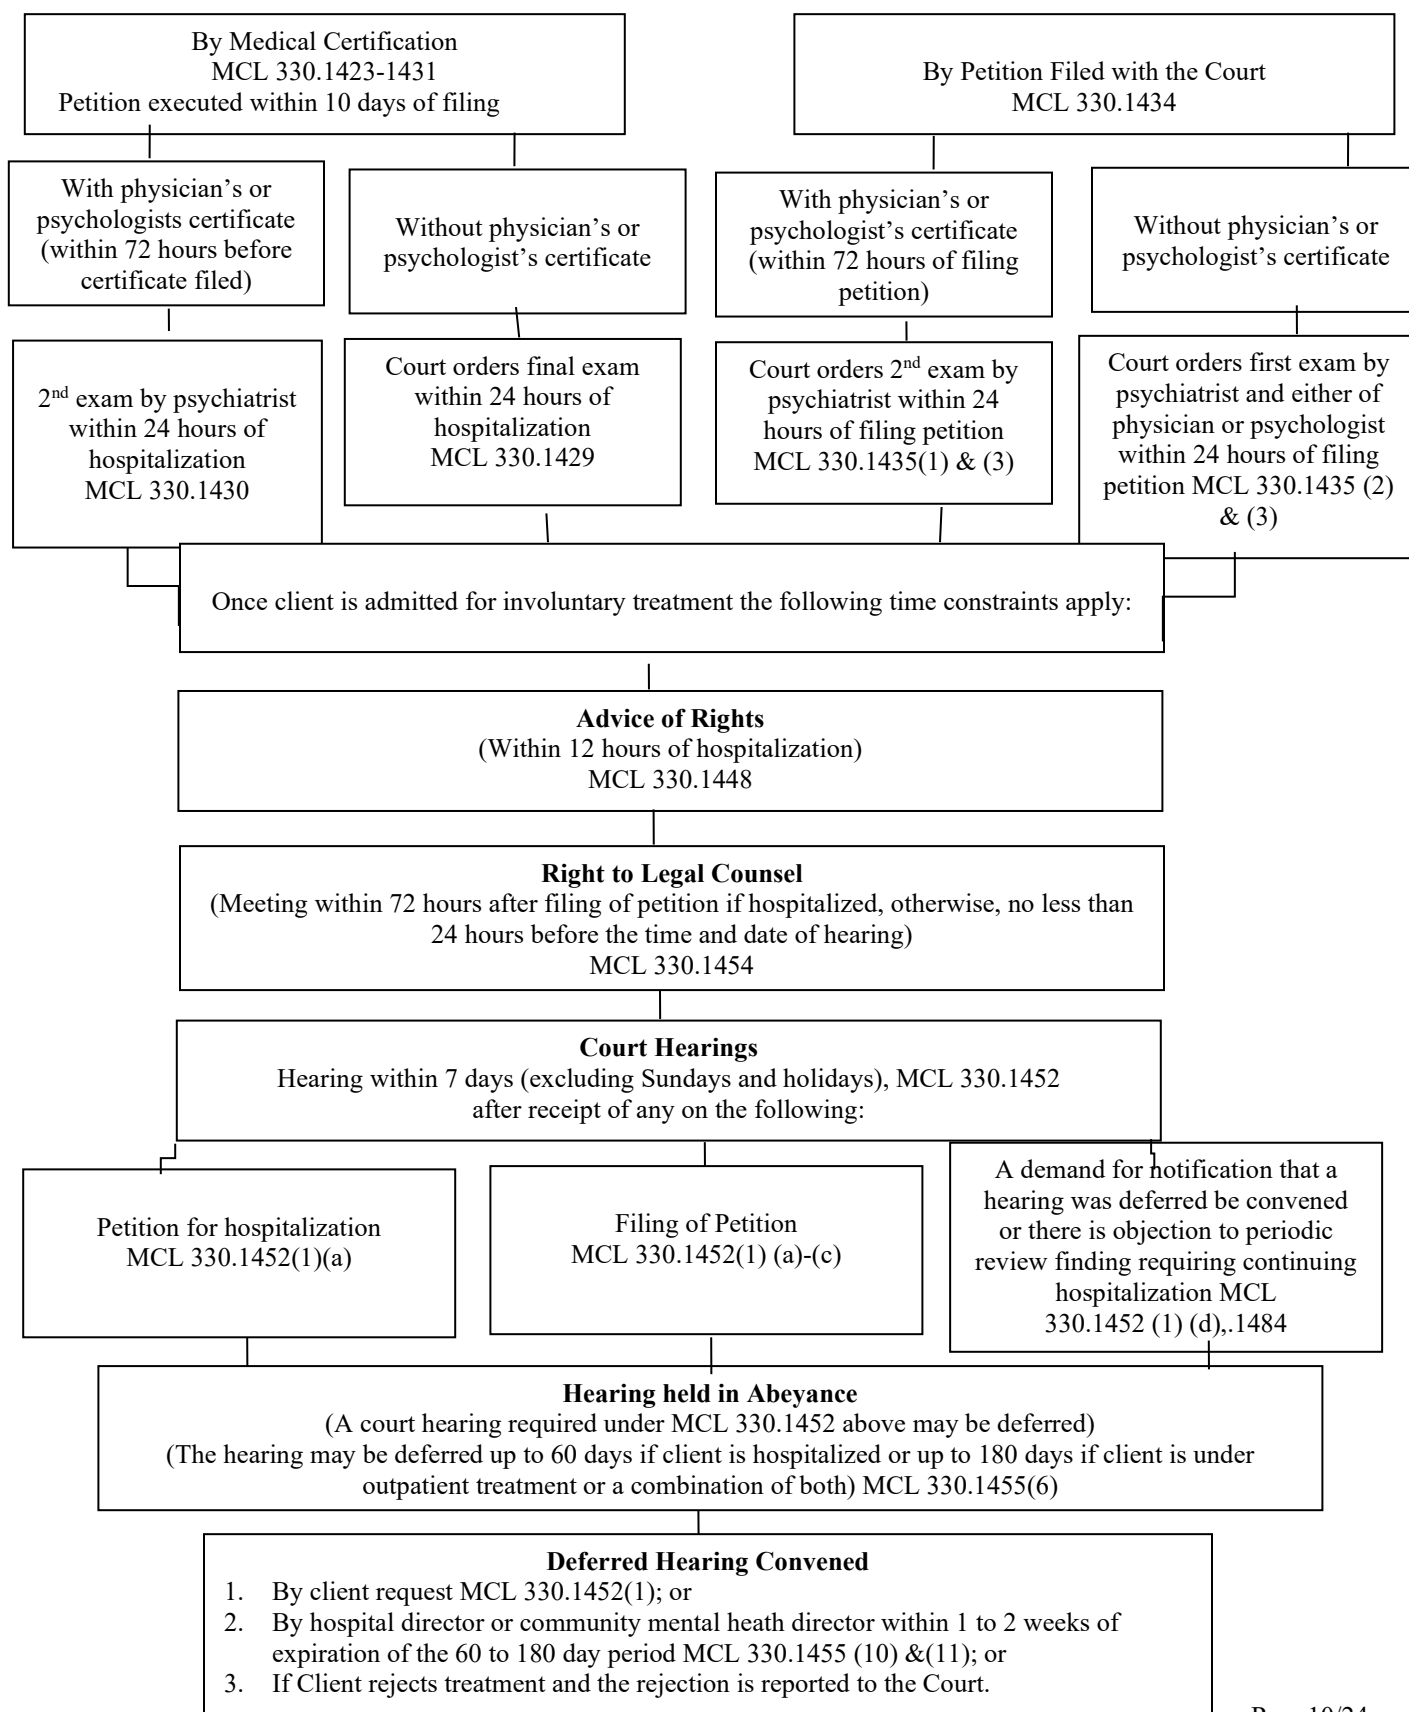 By Medical Certification
MCL 330.1423-1431
Petition executed within 10 days of filing
By Petition Filed with the Court
MCL 330.1434
With physician’s or
psychologists certificate
(within 72 hours before
certificate filed)
Without physician’s or
psychologist’s certificate
With physician’s or
psychologist’s certificate
(within 72 hours of filing
petition)
Without physician’s or
psychologist’s certificate
2nd exam by psychiatrist
within 24 hours of
hospitalization
MCL 330.1430
Court orders final exam
within 24 hours of
hospitalization
MCL 330.1429
Court orders 2nd exam by
psychiatrist within 24
hours of filing petition
MCL 330.1435(1) & (3)
Court orders first exam by
psychiatrist and either of
physician or psychologist
within 24 hours of filing
petition MCL 330.1435 (2)
& (3)
Once client is admitted for involuntary treatment the following time constraints apply:
Advice of Rights
(Within 12 hours of hospitalization)
MCL 330.1448
Right to Legal Counsel
(Meeting within 72 hours after filing of petition if hospitalized, otherwise, no less than
24 hours before the time and date of hearing)
MCL 330.1454
Court Hearings
Hearing within 7 days (excluding Sundays and holidays), MCL 330.1452
after receipt of any on the following:
Petition for hospitalization
MCL 330.1452(1)(a)
Filing of Petition
MCL 330.1452(1) (a)-(c)
A demand for notification that a
hearing was deferred be convened
or there is objection to periodic
review finding requiring continuing
hospitalization MCL
330.1452 (1) (d),.1484
Hearing held in Abeyance
(A court hearing required under MCL 330.1452 above may be deferred)
(The hearing may be deferred up to 60 days if client is hospitalized or up to 180 days if client is under
outpatient treatment or a combination of both) MCL 330.1455(6)
Deferred Hearing Convened
1. By client request MCL 330.1452(1); or
2. By hospital director or community mental heath director within 1 to 2 weeks of
expiration of the 60 to 180 day period MCL 330.1455 (10) &(11); or
3. If Client rejects treatment and the rejection is reported to the Court.